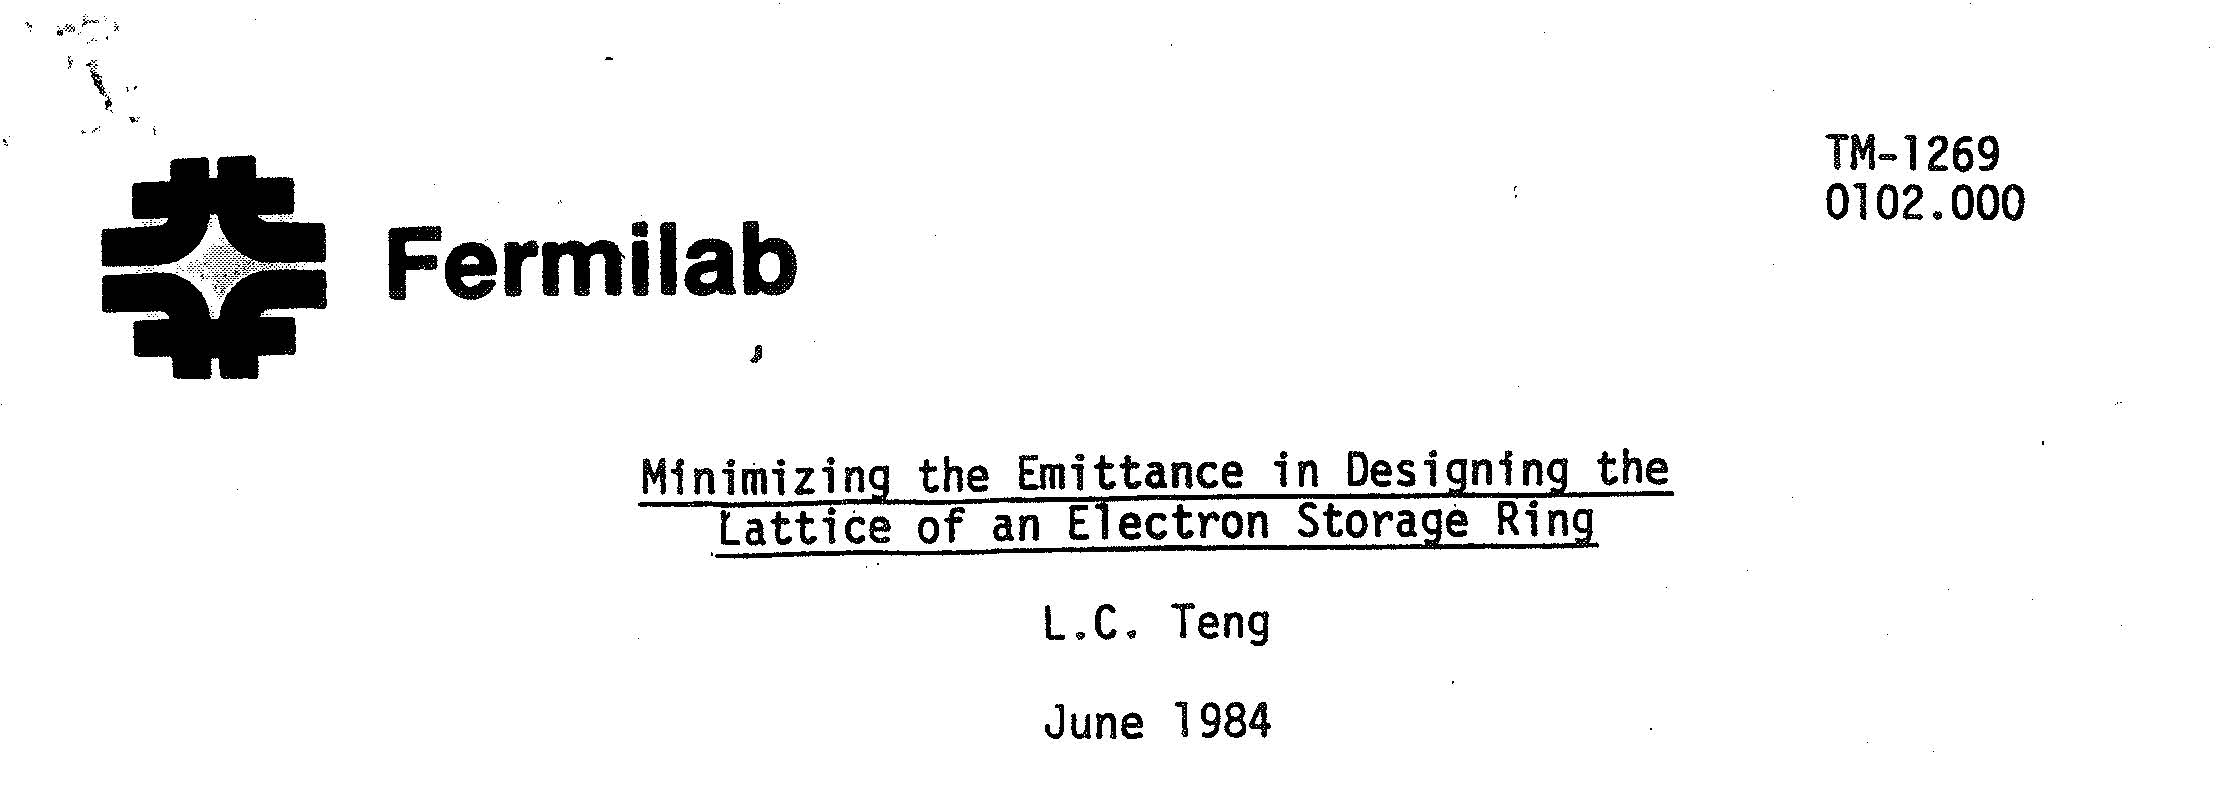 TM-1269
0102.000
Fermilab
Minimizing the Emittance in Designing the
Lattice of an Electron Storage Ring
L.C. Teng
June 1984